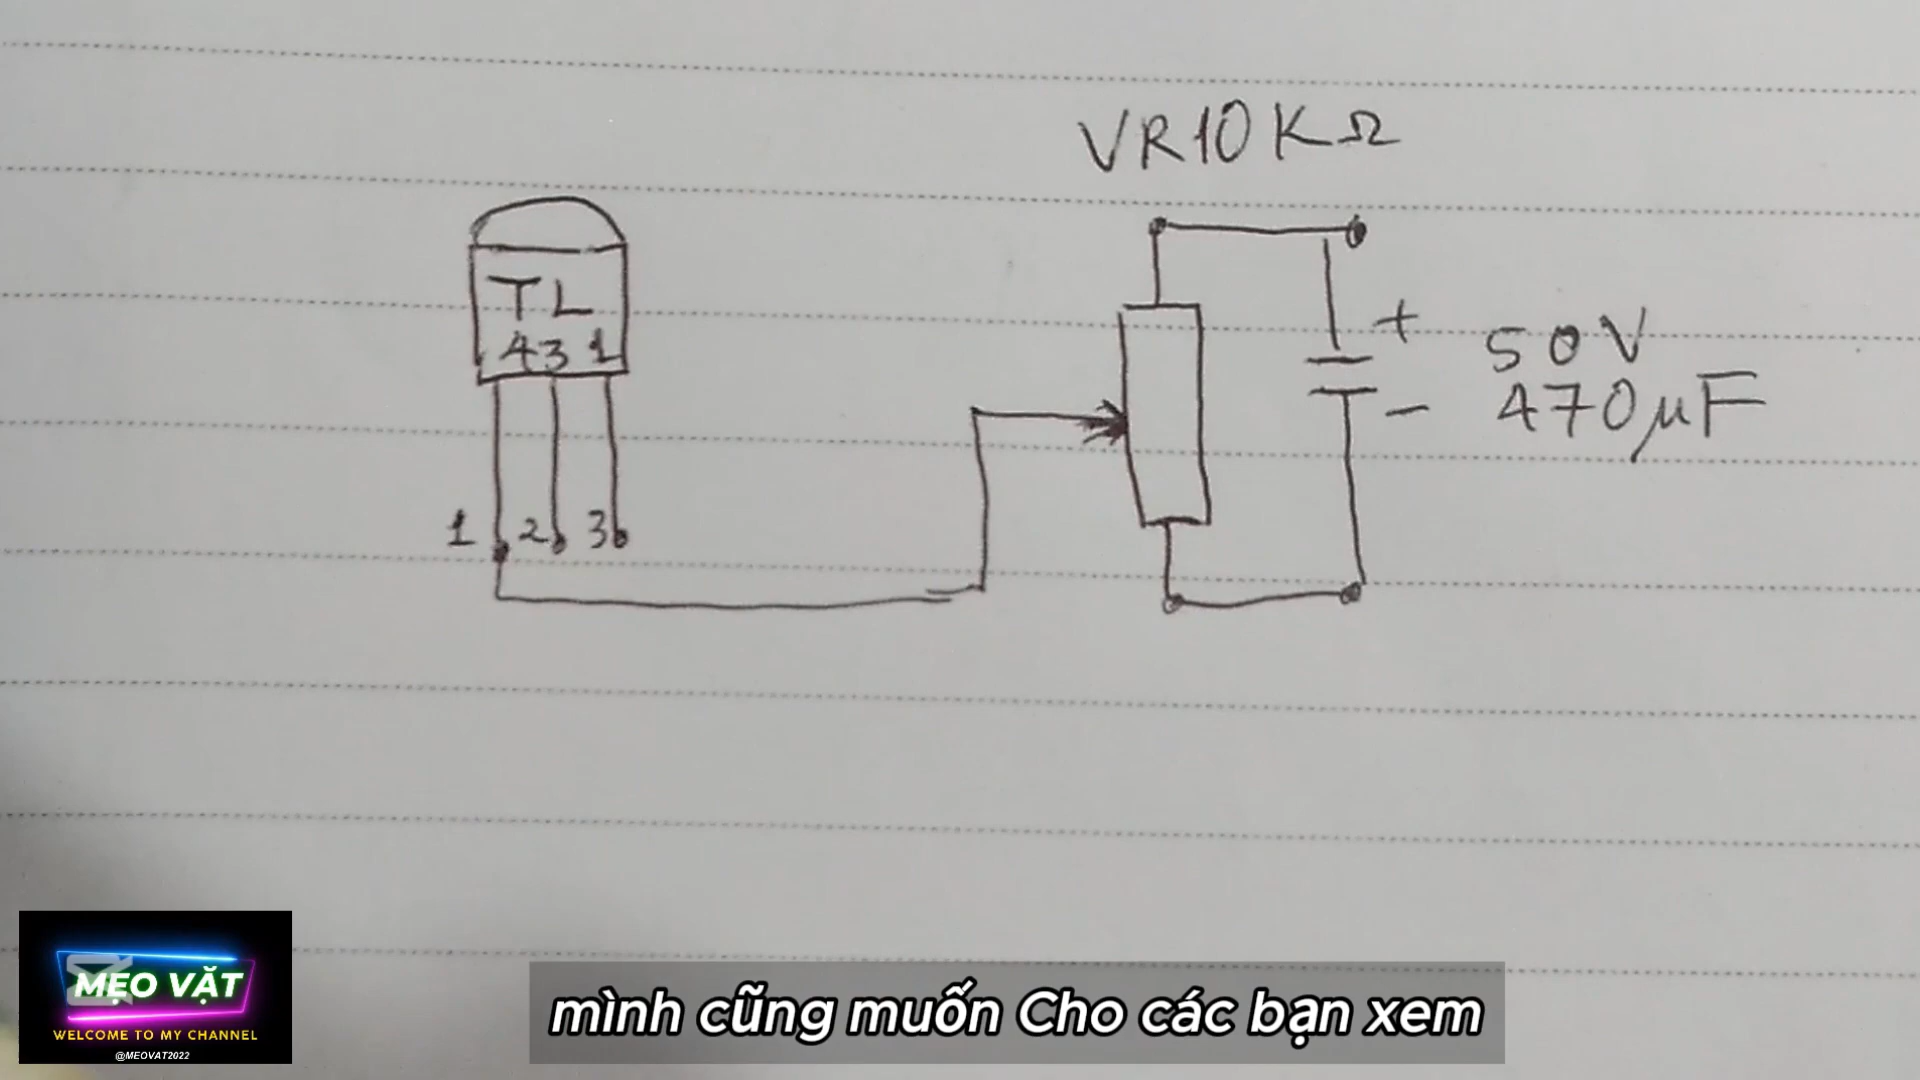 VR10KΩ
TL
431
+
50V
-
470μF
1 2 3
MẸO VẶT
WELCOME TO MY CHANNEL
@MEOVAT2022
mình cũng muốn Cho các bạn xem